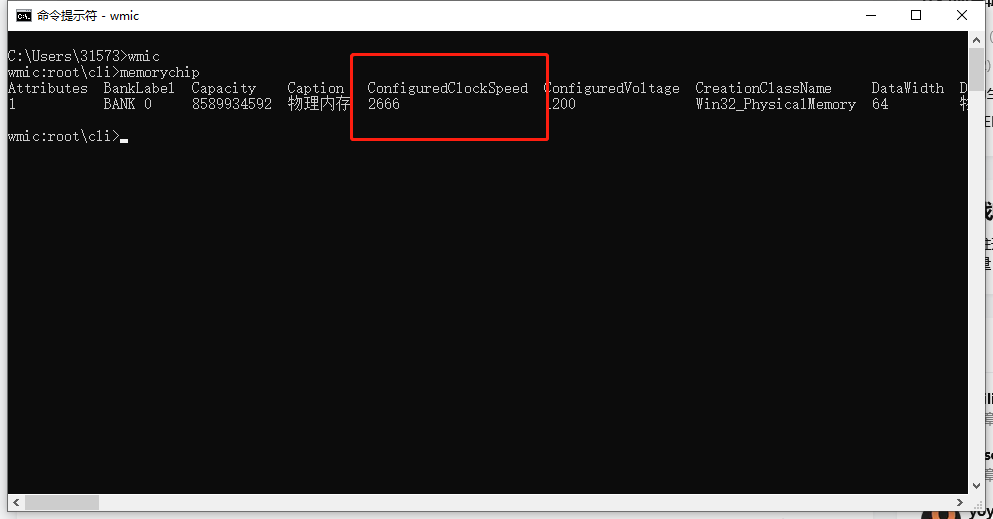 命令提示符 - wmic
C:\Users\31573>wmic
wmic:root\cli>memorychip
Attributes BankLabel Capacity Caption ConfiguredClockSpeed ConfiguredVoltage CreationClassName DataWidth D
1 BANK 0 8589934592 物理内存 2666 1200 Win32_PhysicalMemory 64 物
wmic:root\cli>